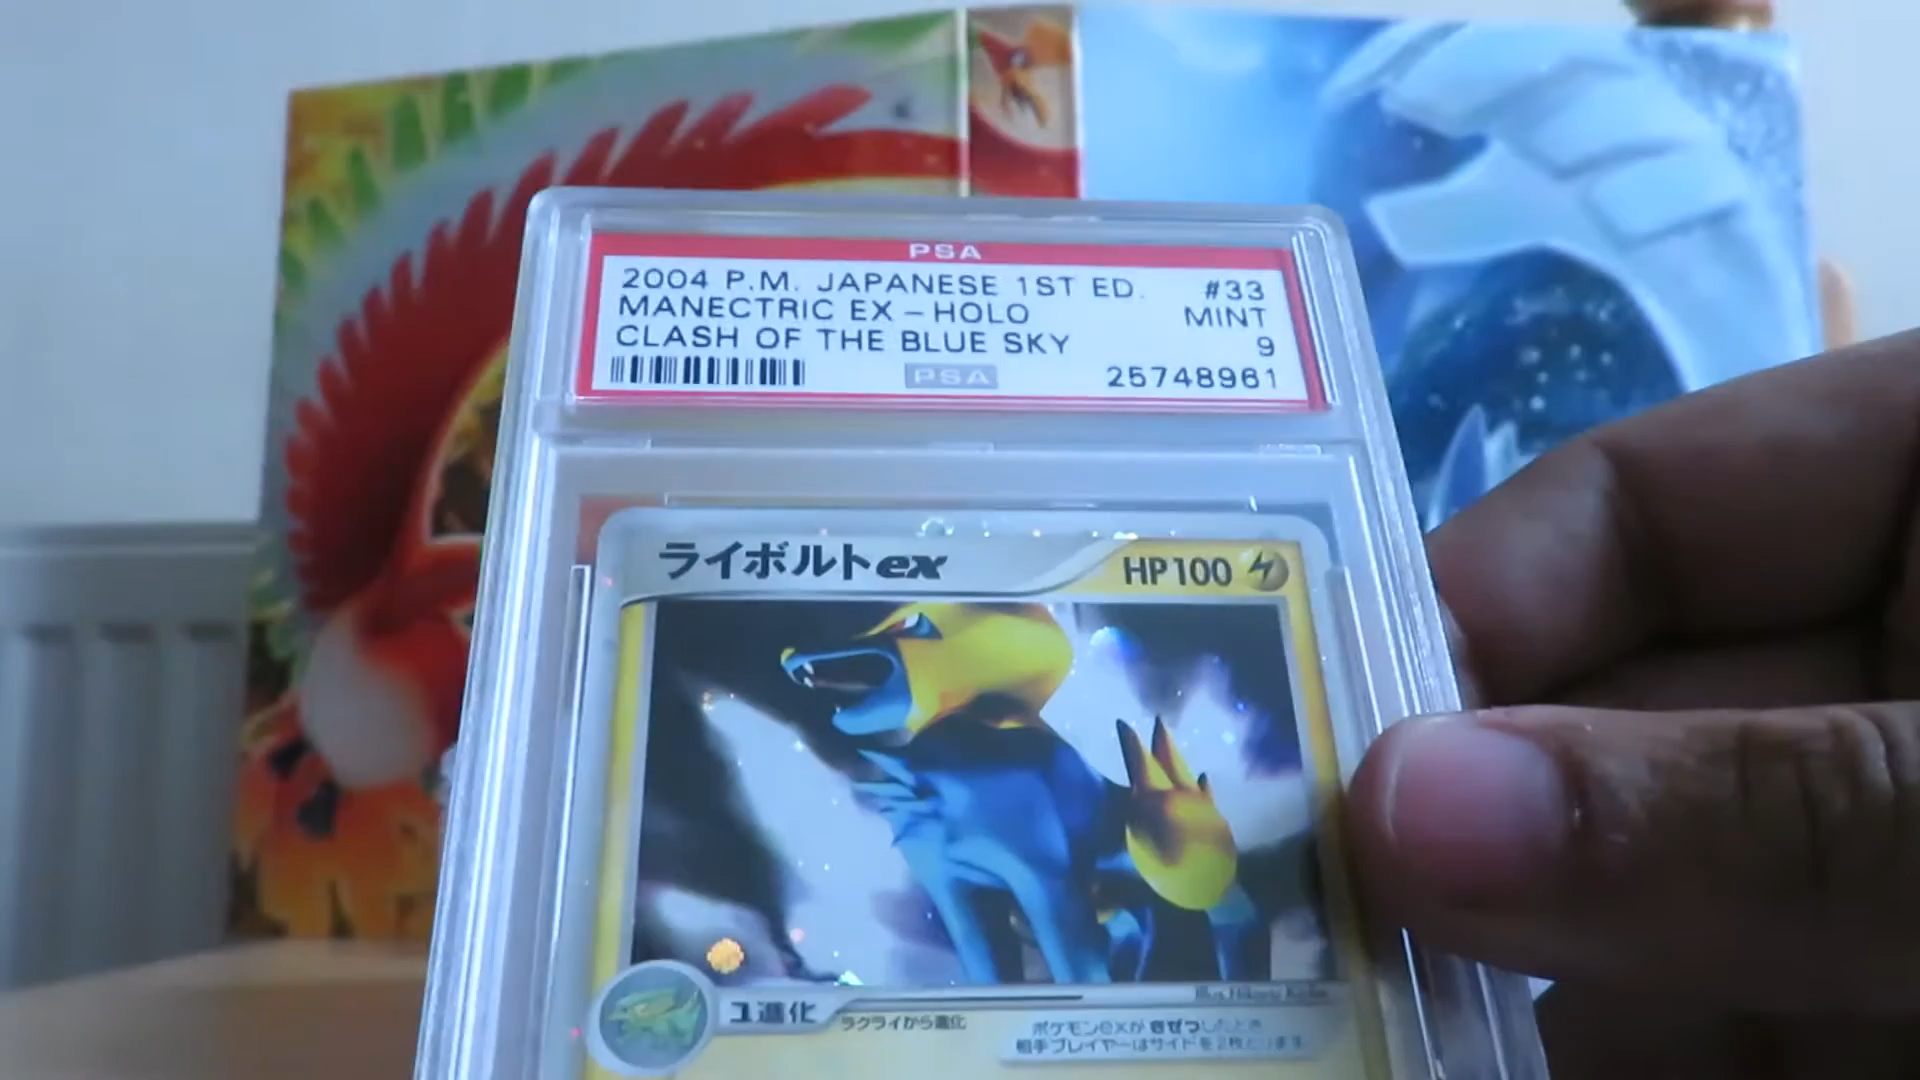 PSA
2004 P.M. JAPANESE 1ST ED. #33
MANECTRIC EX - HOLO MINT
CLASH OF THE BLUE SKY 9
PSA 25748961
ライボルトex HP100
1進化 ラクライから進化
ポケモンexがきぜつしたとき
相手プレイヤーはサイドを2枚とります